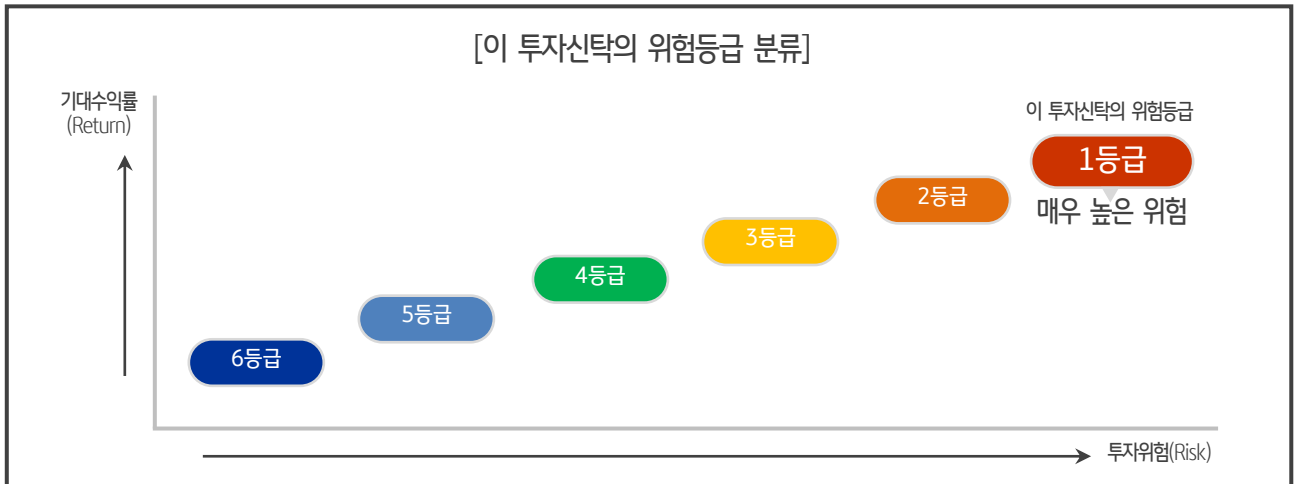 [이 투자신탁의 위험등급 분류]
기대수익률
(Return)
이 투자신탁의 위험등급
1등급
매우 높은 위험
2등급
3등급
4등급
5등급
6등급
투자위험(Risk)